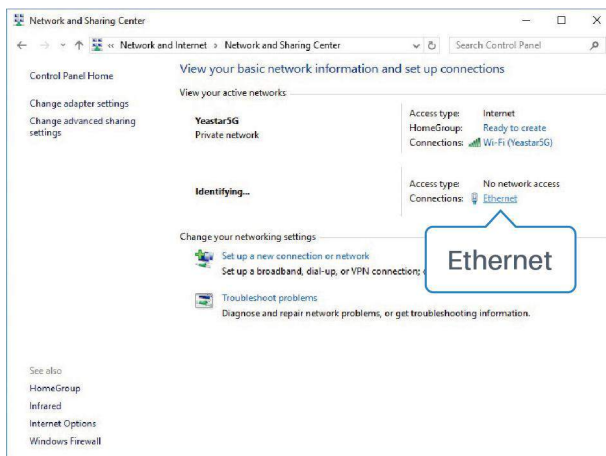 Network and Sharing Center
« Network and Internet > Network and Sharing Center
Search Control Panel
Control Panel Home
Change adapter settings
Change advanced sharing
settings
View your basic network information and set up connections
View your active networks
Yeastar5G
Private network
Access type: Internet
HomeGroup: Ready to create
Connections: Wi-Fi (Yeastar5G)
Identifying...
Access type: No network access
Connections: Ethernet
Ethernet
Change your networking settings
Set up a new connection or network
Set up a broadband, dial-up, or VPN connection;
Troubleshoot problems
Diagnose and repair network problems, or get troubleshooting information.
See also
HomeGroup
Infrared
Internet Options
Windows Firewall